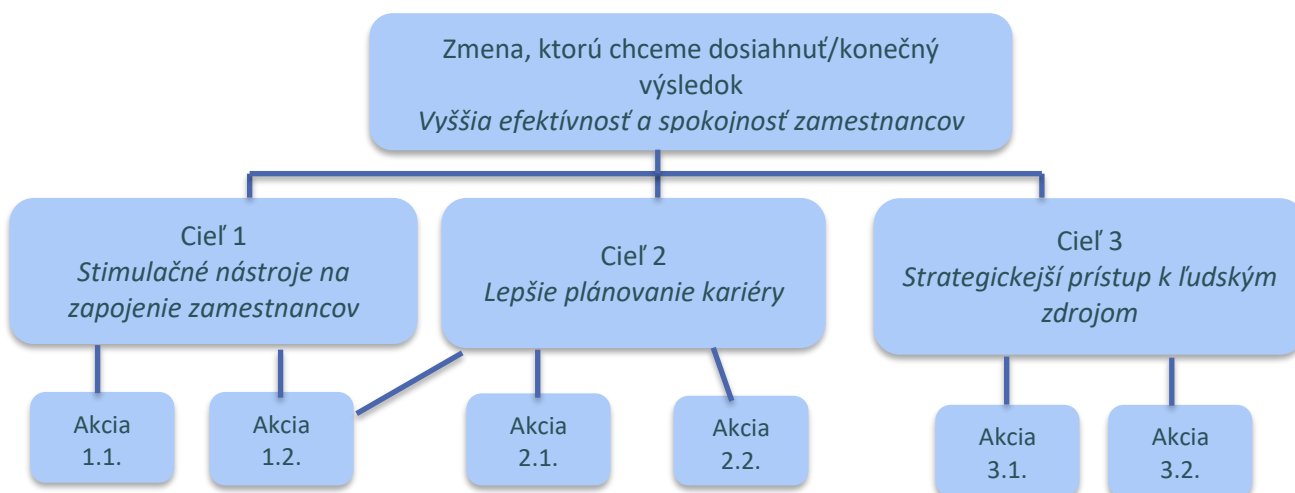 Zmena, ktorú chceme dosiahnuť/konečný
výsledok
Vyššia efektívnosť a spokojnosť zamestnancov
Cieľ 1
Stimulačné nástroje na
zapojenie zamestnancov
Cieľ 2
Lepšie plánovanie kariéry
Cieľ 3
Strategickejší prístup k ľudským
zdrojom
Akcia
1.1.
Akcia
1.2.
Akcia
2.1.
Akcia
2.2.
Akcia
3.1.
Akcia
3.2.